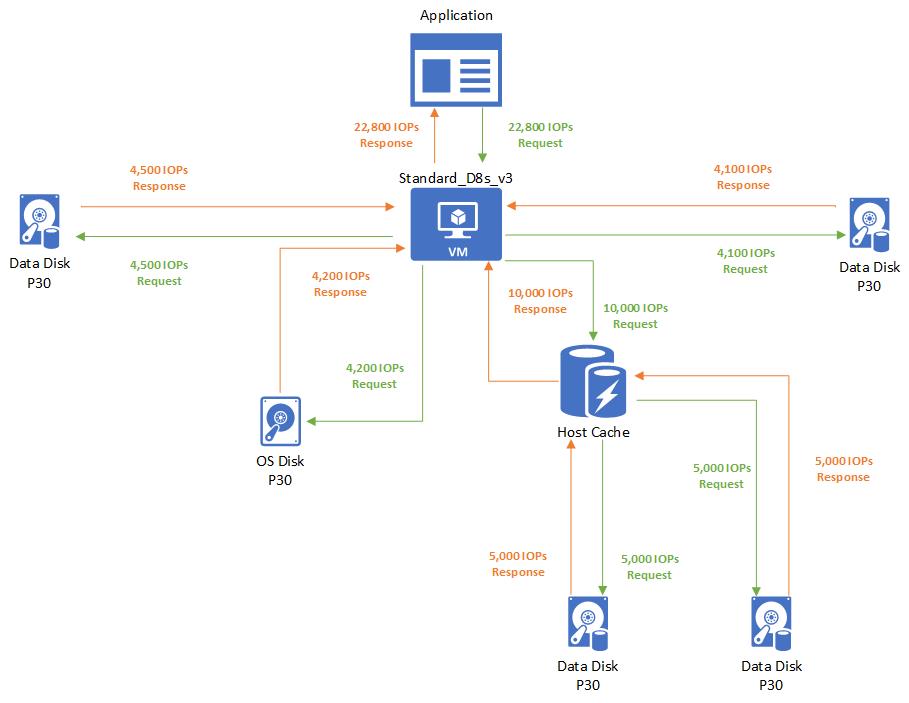 Application
22,800 IOPs
Response
22,800 IOPs
Request
Standard_D8s_v3
VM
4,500 IOPs
Response
4,100 IOPs
Response
Data Disk
P30
4,500 IOPs
Request
4,100 IOPs
Request
Data Disk
P30
4,200 IOPs
Response
10,000 IOPs
Response
10,000 IOPs
Request
4,200 IOPs
Request
OS Disk
P30
Host Cache
5,000 IOPs
Request
5,000 IOPs
Response
5,000 IOPs
Response
5,000 IOPs
Request
Data Disk
P30
Data Disk
P30